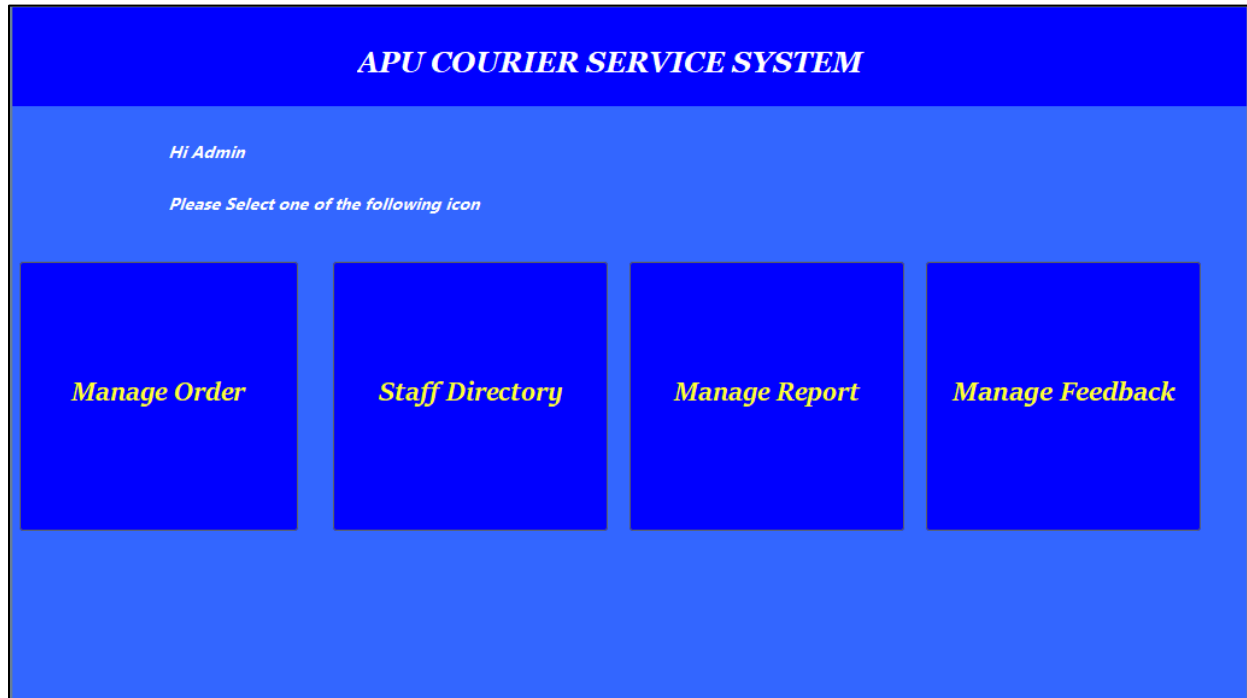 APU COURIER SERVICE SYSTEM
Hi Admin
Please Select one of the following icon
Manage Order
Staff Directory
Manage Report
Manage Feedback